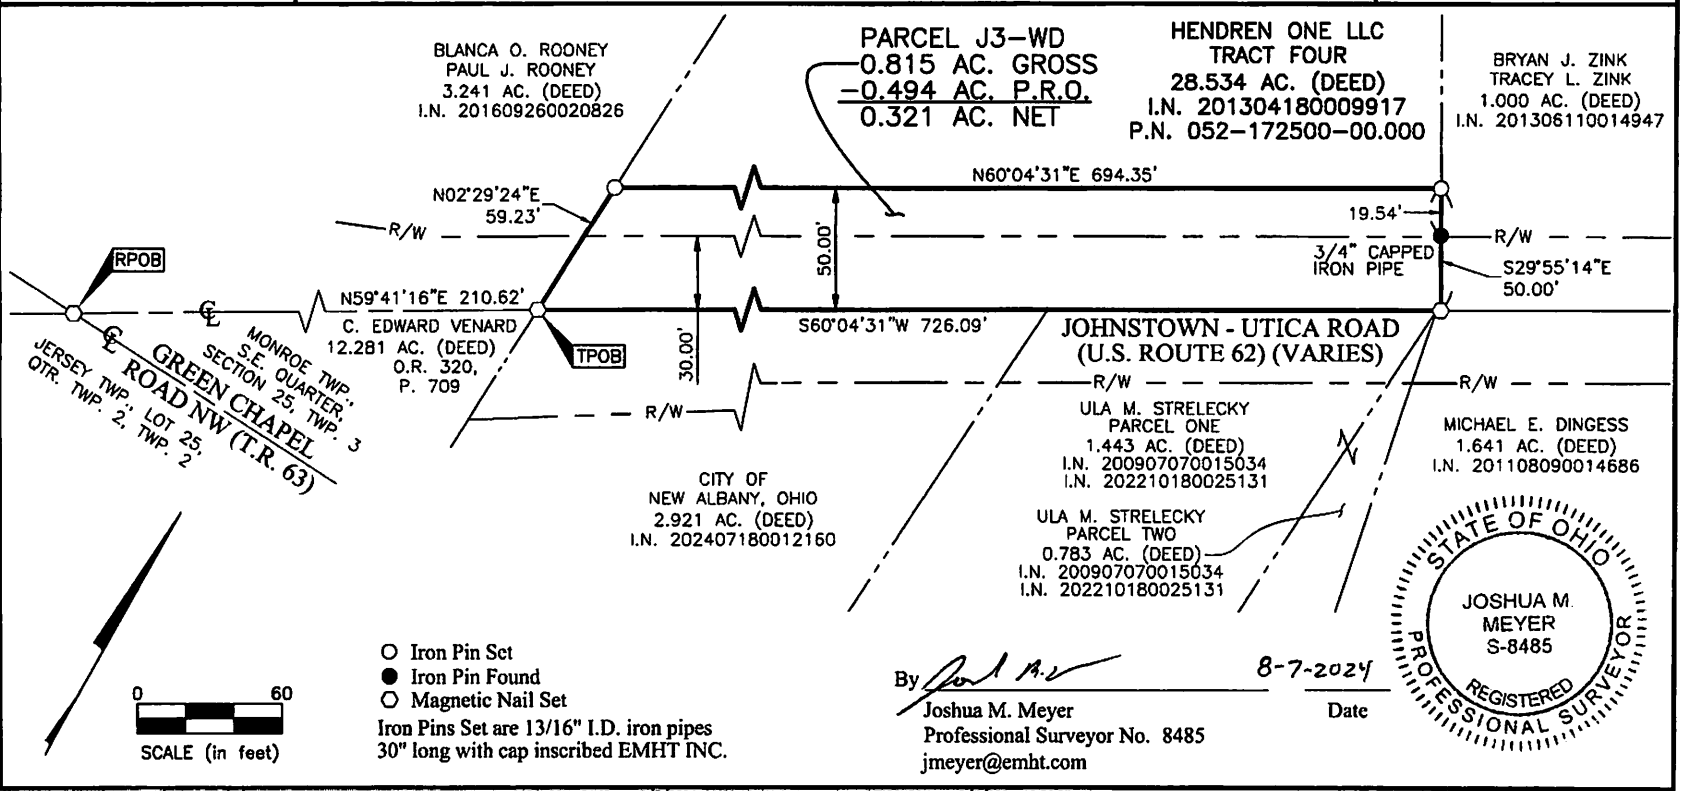 BLANCA O. ROONEY
PAUL J. ROONEY
3.241 AC. (DEED)
I.N. 201609260020826
PARCEL J3-WD
0.815 AC. GROSS
-0.494 AC. P.R.O.
0.321 AC. NET
HENDREN ONE LLC
TRACT FOUR
28.534 AC. (DEED)
I.N. 201304180009917
P.N. 052-172500-00.000
BRYAN J. ZINK
TRACEY L. ZINK
1.000 AC. (DEED)
I.N. 201306110014947
N02°29'24"E
59.23'
N60°04'31"E 694.35'
R/W
50.00'
30.00'
19.54'
3/4" CAPPED
IRON PIPE
R/W
S29°55'14"E
50.00'
RPOB
N59°41'16"E 210.62'
℄
C. EDWARD VENARD
12.281 AC. (DEED)
O.R. 320,
P. 709
TPOB
S60°04'31"W 726.09'
JOHNSTOWN - UTICA ROAD
(U.S. ROUTE 62) (VARIES)
MONROE TWP.,
S.E. QUARTER,
SECTION 25, TWP. 3
℄
GREEN CHAPEL
ROAD NW (T.R. 63)
JERSEY TWP., LOT 25,
QTR. TWP. 2, TWP. 2
R/W
R/W
R/W
ULA M. STRELECKY
PARCEL ONE
1.443 AC. (DEED)
I.N. 200907070015034
I.N. 202210180025131
MICHAEL E. DINGESS
1.641 AC. (DEED)
I.N. 201108090014686
CITY OF
NEW ALBANY, OHIO
2.921 AC. (DEED)
I.N. 202407180012160
ULA M. STRELECKY
PARCEL TWO
0.783 AC. (DEED)
I.N. 200907070015034
I.N. 202210180025131
STATE OF OHIO
JOSHUA M.
MEYER
S-8485
REGISTERED
PROFESSIONAL SURVEYOR
Iron Pin Set
Iron Pin Found
Magnetic Nail Set
Iron Pins Set are 13/16" I.D. iron pipes
30" long with cap inscribed EMHT INC.
0 60
SCALE (in feet)
By
8-7-2024
Joshua M. Meyer
Date
Professional Surveyor No. 8485
jmeyer@emht.com